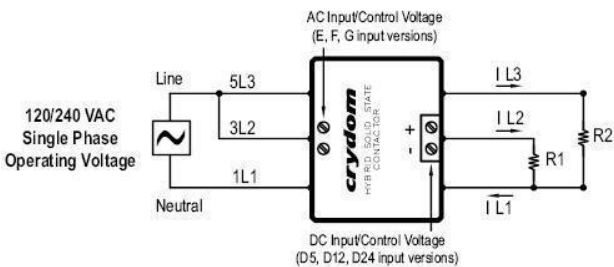 AC Input/Control Voltage
(E, F, G input versions)
120/240 VAC
Single Phase
Operating Voltage
Line
Neutral
5L3
3L2
1L1
crydom
HYBRID SOLID STATE
CONTACTOR
+
-
I L3
I L2
I L1
R1
R2
DC Input/Control Voltage
(D5, D12, D24 input versions)